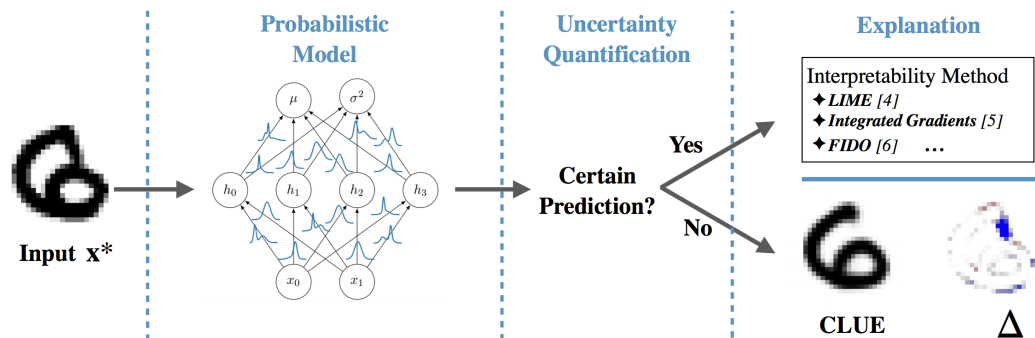 Probabilistic
Model
Uncertainty
Quantification
Explanation
Input x*
μ
σ²
h₀
h₁
h₂
h₃
x₀
x₁
Certain
Prediction?
Yes
No
Interpretability Method
✦LIME [4]
✦Integrated Gradients [5]
✦FIDO [6] ...
CLUE
Δ